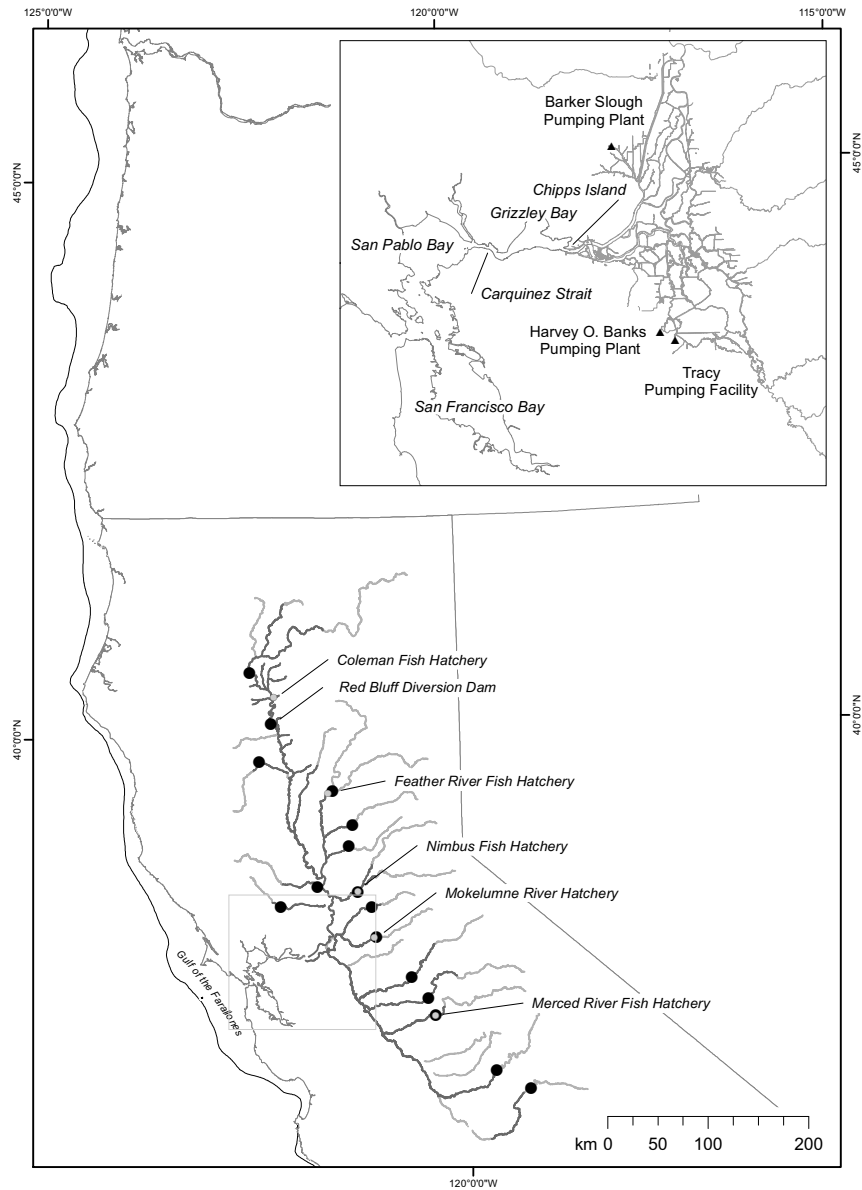 125°0'0"W
120°0'0"W
115°0'0"W
45°0'0"N
45°0'0"N
Barker Slough
Pumping Plant
Chipps Island
Grizzley Bay
San Pablo Bay
Carquinez Strait
Harvey O. Banks
Pumping Plant
Tracy
Pumping Facility
San Francisco Bay
Coleman Fish Hatchery
Red Bluff Diversion Dam
40°0'0"N
40°0'0"N
Feather River Fish Hatchery
Nimbus Fish Hatchery
Mokelumne River Hatchery
Gulf of the Farallones
Merced River Fish Hatchery
km 0 50 100 200
120°0'0"W